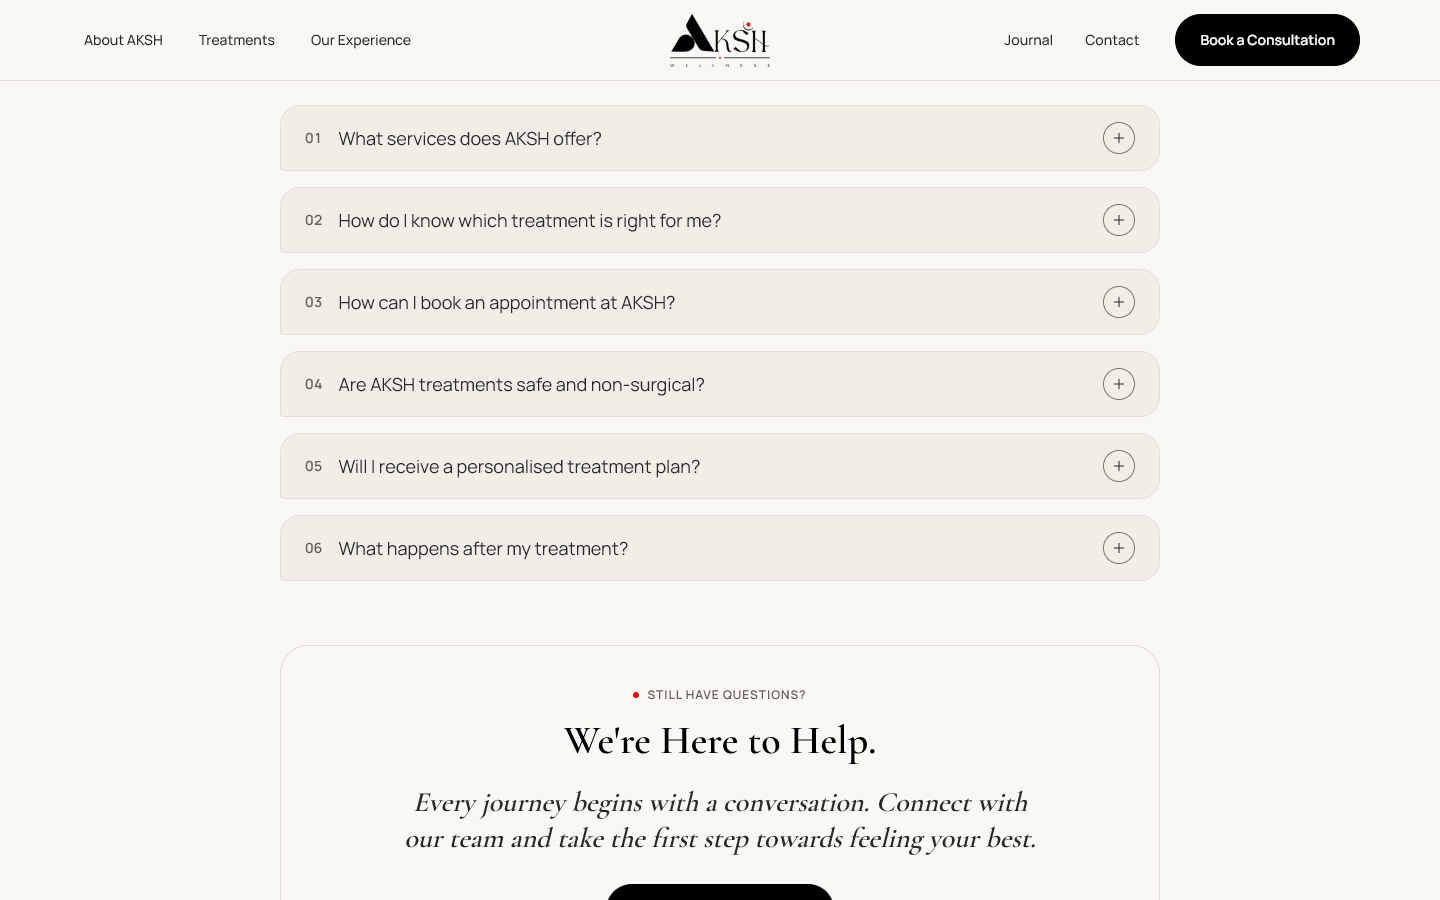 About AKSH
Treatments
Our Experience
AKSH
WELLNESS
Journal
Contact
Book a Consultation
01 What services does AKSH offer?
02 How do I know which treatment is right for me?
03 How can I book an appointment at AKSH?
04 Are AKSH treatments safe and non-surgical?
05 Will I receive a personalised treatment plan?
06 What happens after my treatment?
STILL HAVE QUESTIONS?
We're Here to Help.
Every journey begins with a conversation. Connect with
our team and take the first step towards feeling your best.